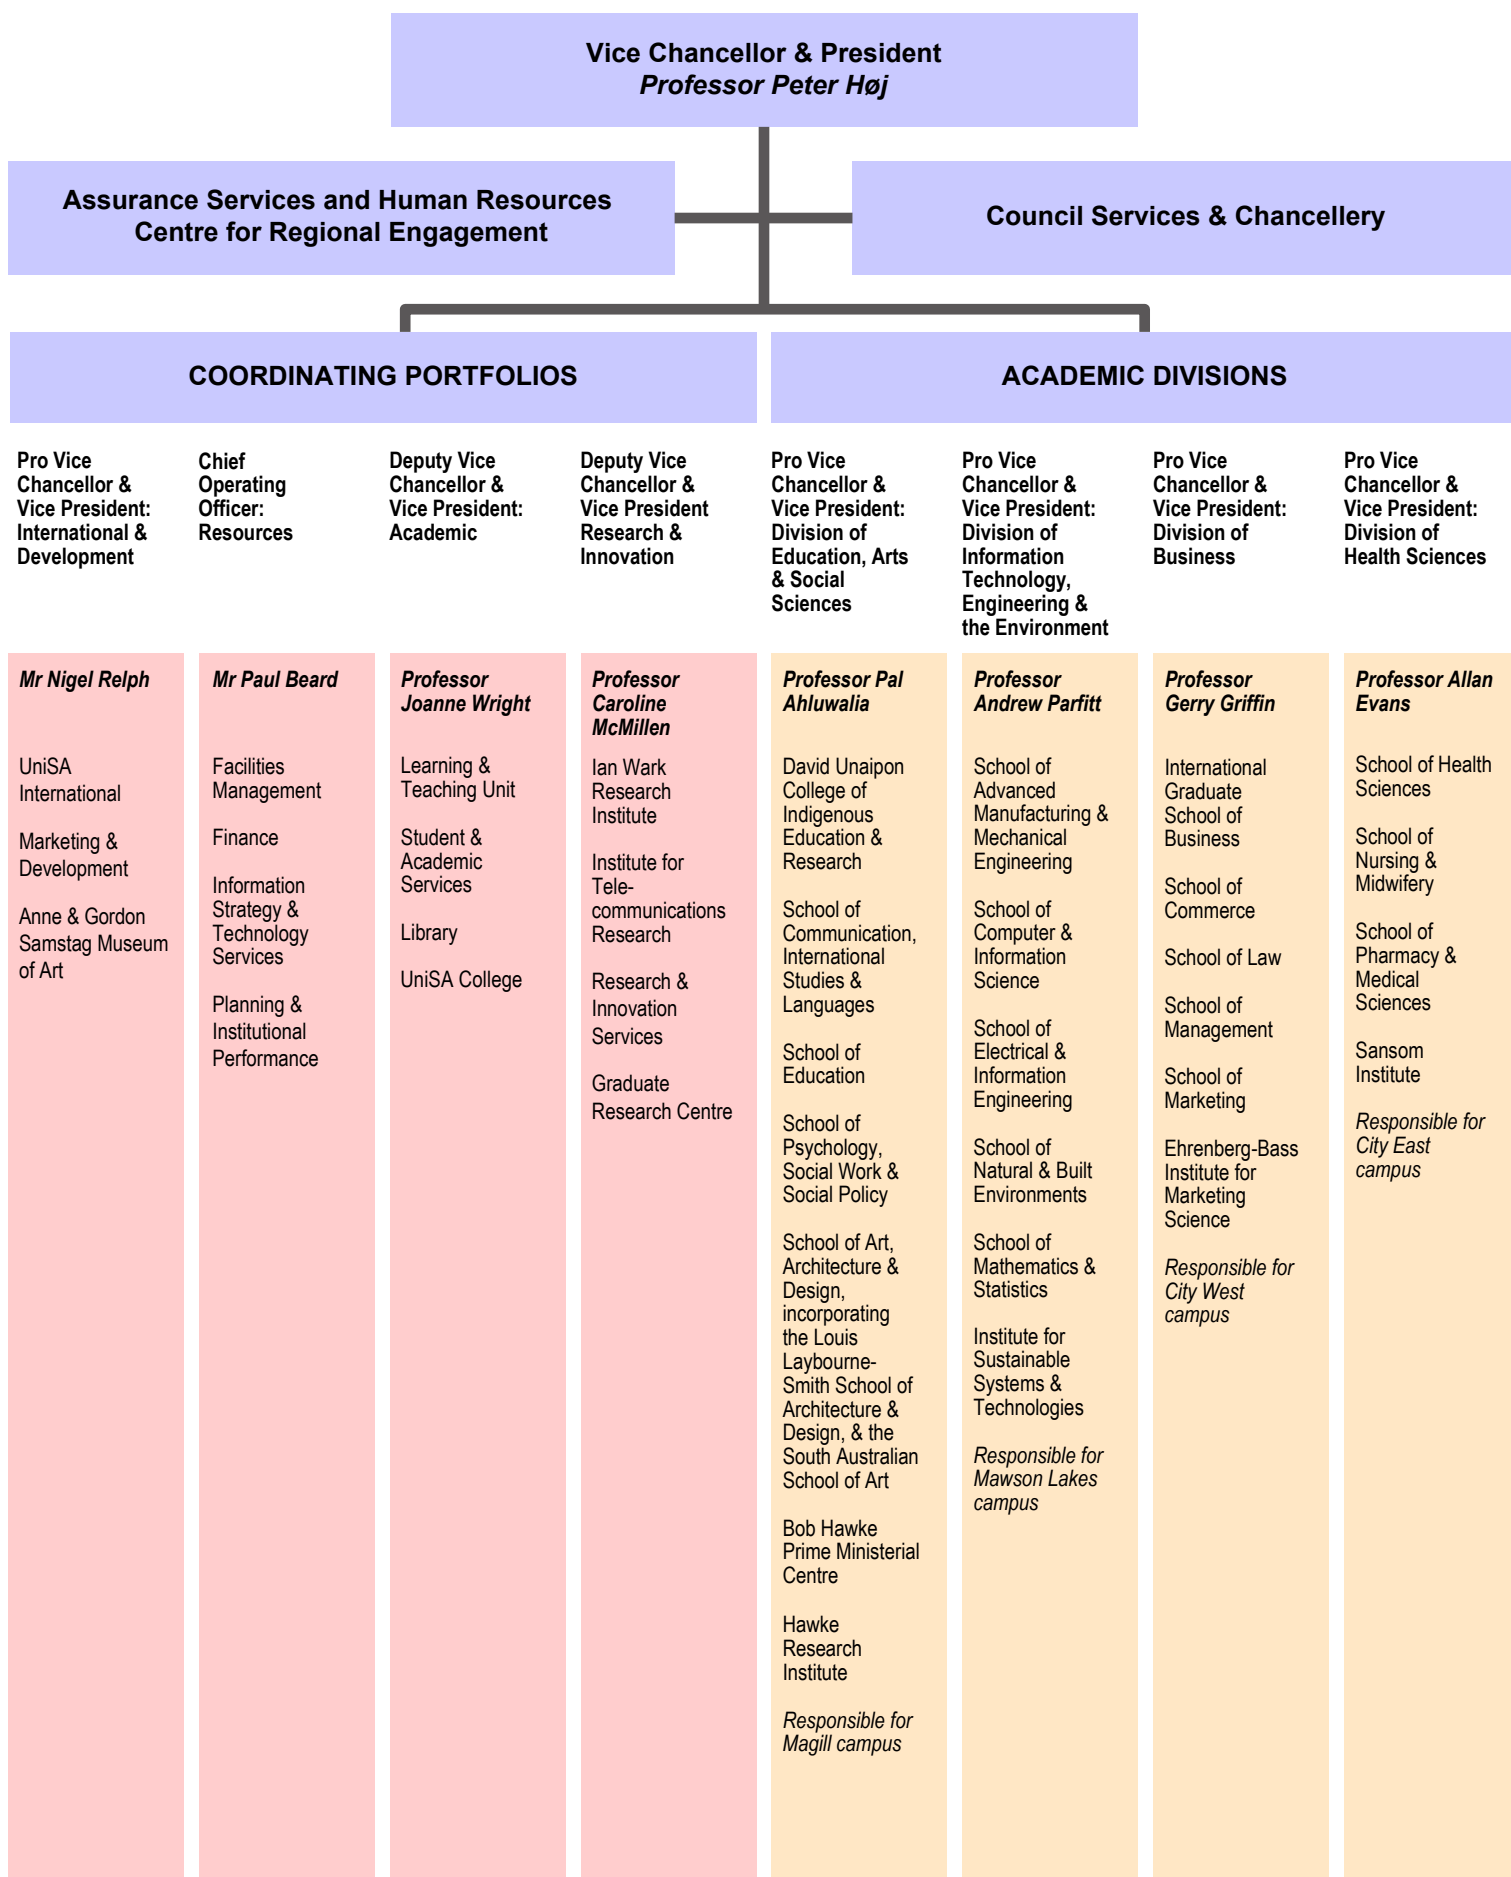 Vice Chancellor & President
Professor Peter Høj
Assurance Services and Human Resources
Centre for Regional Engagement
Council Services & Chancellery
COORDINATING PORTFOLIOS
ACADEMIC DIVISIONS
Pro Vice
Chancellor &
Vice President:
International &
Development
Chief
Operating
Officer:
Resources
Deputy Vice
Chancellor &
Vice President:
Academic
Deputy Vice
Chancellor &
Vice President
Research &
Innovation
Pro Vice
Chancellor &
Vice President:
Division of
Education, Arts
& Social
Sciences
Pro Vice
Chancellor &
Vice President:
Division of
Information
Technology,
Engineering &
the Environment
Pro Vice
Chancellor &
Vice President:
Division of
Business
Pro Vice
Chancellor &
Vice President:
Division of
Health Sciences
Mr Nigel Relph
UniSA
International
Marketing &
Development
Anne & Gordon
Samstag Museum
of Art
Mr Paul Beard
Facilities
Management
Finance
Information
Strategy &
Technology
Services
Planning &
Institutional
Performance
Professor
Joanne Wright
Learning &
Teaching Unit
Student &
Academic
Services
Library
UniSA College
Professor
Caroline
McMillen
Ian Wark
Research
Institute
Institute for
Tele-
communications
Research
Research &
Innovation
Services
Graduate
Research Centre
Professor Pal
Ahluwalia
David Unaipon
College of
Indigenous
Education &
Research
School of
Communication,
International
Studies &
Languages
School of
Education
School of
Psychology,
Social Work &
Social Policy
School of Art,
Architecture &
Design,
incorporating
the Louis
Laybourne-
Smith School of
Architecture &
Design, & the
South Australian
School of Art
Bob Hawke
Prime Ministerial
Centre
Hawke
Research
Institute
Responsible for
Magill campus
Professor
Andrew Parfitt
School of
Advanced
Manufacturing &
Mechanical
Engineering
School of
Computer &
Information
Science
School of
Electrical &
Information
Engineering
School of
Natural & Built
Environments
School of
Mathematics &
Statistics
Institute for
Sustainable
Systems &
Technologies
Responsible for
Mawson Lakes
campus
Professor
Gerry Griffin
International
Graduate
School of
Business
School of
Commerce
School of Law
School of
Management
School of
Marketing
Ehrenberg-Bass
Institute for
Marketing
Science
Responsible for
City West
campus
Professor Allan
Evans
School of Health
Sciences
School of
Nursing &
Midwifery
School of
Pharmacy &
Medical
Sciences
Sansom
Institute
Responsible for
City East
campus